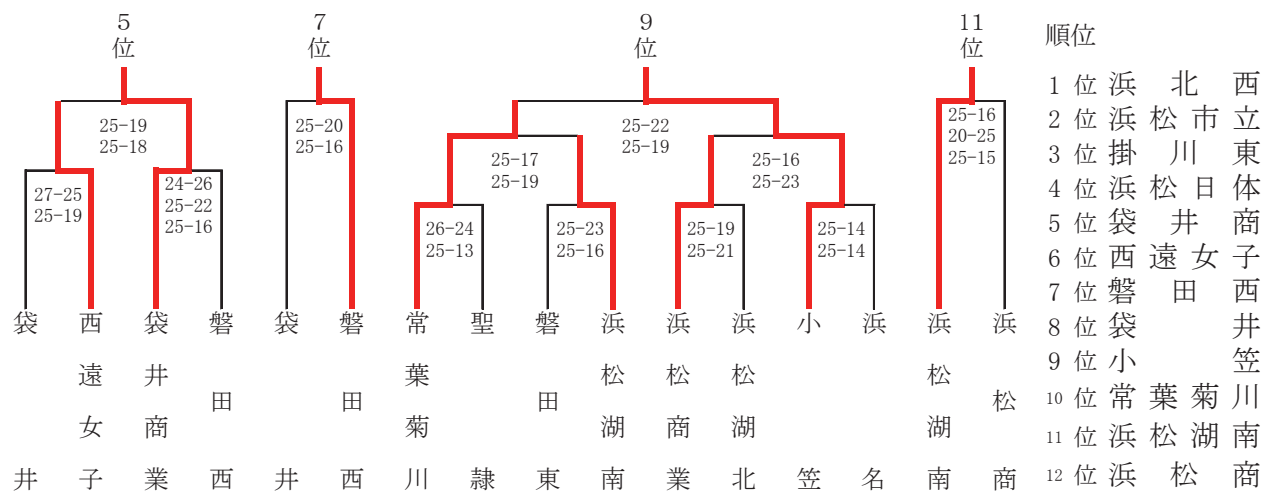 5位
7位
9位
11位
25-19
25-18
27-25
25-19
24-26
25-22
25-16
25-20
25-16
25-22
25-19
25-17
25-19
25-16
25-23
26-24
25-13
25-23
25-16
25-19
25-21
25-14
25-14
25-16
20-25
25-15
袋井
西遠女子
袋井商業
磐田西
袋井
磐田西
常葉菊川
聖隷
磐田東
浜松湖南
浜松商業
浜松湖北
小笠
浜名
浜松湖南
浜松商
順位
1位 浜北西
2位 浜松市立
3位 掛川東
4位 浜松日体
5位 袋井商
6位 西遠女子
7位 磐田西
8位 袋井
9位 小笠
10位 常葉菊川
11位 浜松湖南
12位 浜松商